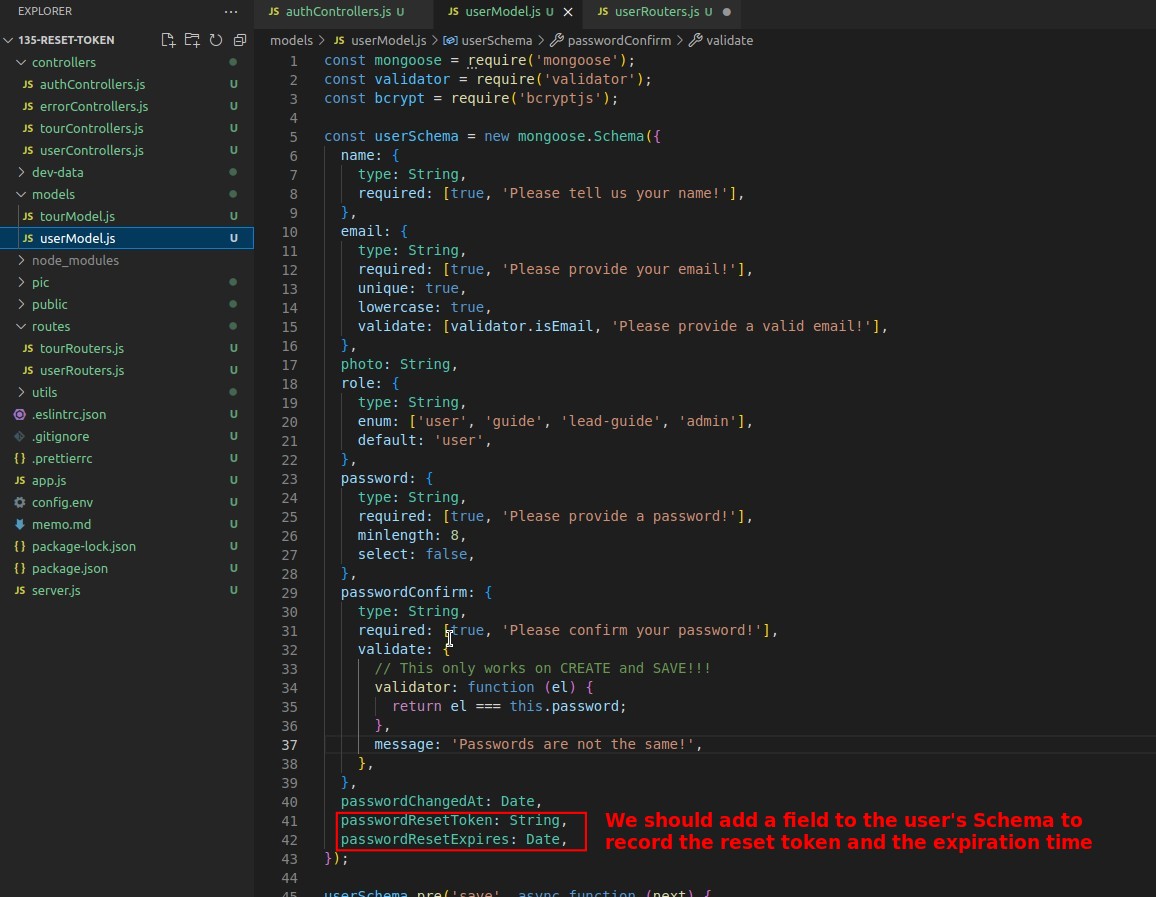 EXPLORER
···
JS authControllers.js U
JS userModel.js U
JS userRouters.js U
135-RESET-TOKEN
models > JS userModel.js > userSchema > passwordConfirm > validate
controllers
JS authControllers.js U
JS errorControllers.js U
JS tourControllers.js U
JS userControllers.js U
dev-data
models
JS tourModel.js U
JS userModel.js U
node_modules
pic
public
routes
JS tourRouters.js U
JS userRouters.js U
utils
.eslintrc.json U
.gitignore U
{ } .prettierrc U
JS app.js U
config.env U
memo.md U
{ } package-lock.json U
{ } package.json U
JS server.js U
1 const mongoose = require('mongoose');
2 const validator = require('validator');
3 const bcrypt = require('bcryptjs');
4
5 const userSchema = new mongoose.Schema({
6 name: {
7 type: String,
8 required: [true, 'Please tell us your name!'],
9 },
10 email: {
11 type: String,
12 required: [true, 'Please provide your email!'],
13 unique: true,
14 lowercase: true,
15 validate: [validator.isEmail, 'Please provide a valid email!'],
16 },
17 photo: String,
18 role: {
19 type: String,
20 enum: ['user', 'guide', 'lead-guide', 'admin'],
21 default: 'user',
22 },
23 password: {
24 type: String,
25 required: [true, 'Please provide a password!'],
26 minlength: 8,
27 select: false,
28 },
29 passwordConfirm: {
30 type: String,
31 required: [true, 'Please confirm your password!'],
32 validate: {
33 // This only works on CREATE and SAVE!!!
34 validator: function (el) {
35 return el === this.password;
36 },
37 message: 'Passwords are not the same!',
38 },
39 },
40 passwordChangedAt: Date,
41 passwordResetToken: String,
42 passwordResetExpires: Date,
43 });
44
45 userSchema.pre('save', async function (next) {
We should add a field to the user's Schema to
record the reset token and the expiration time